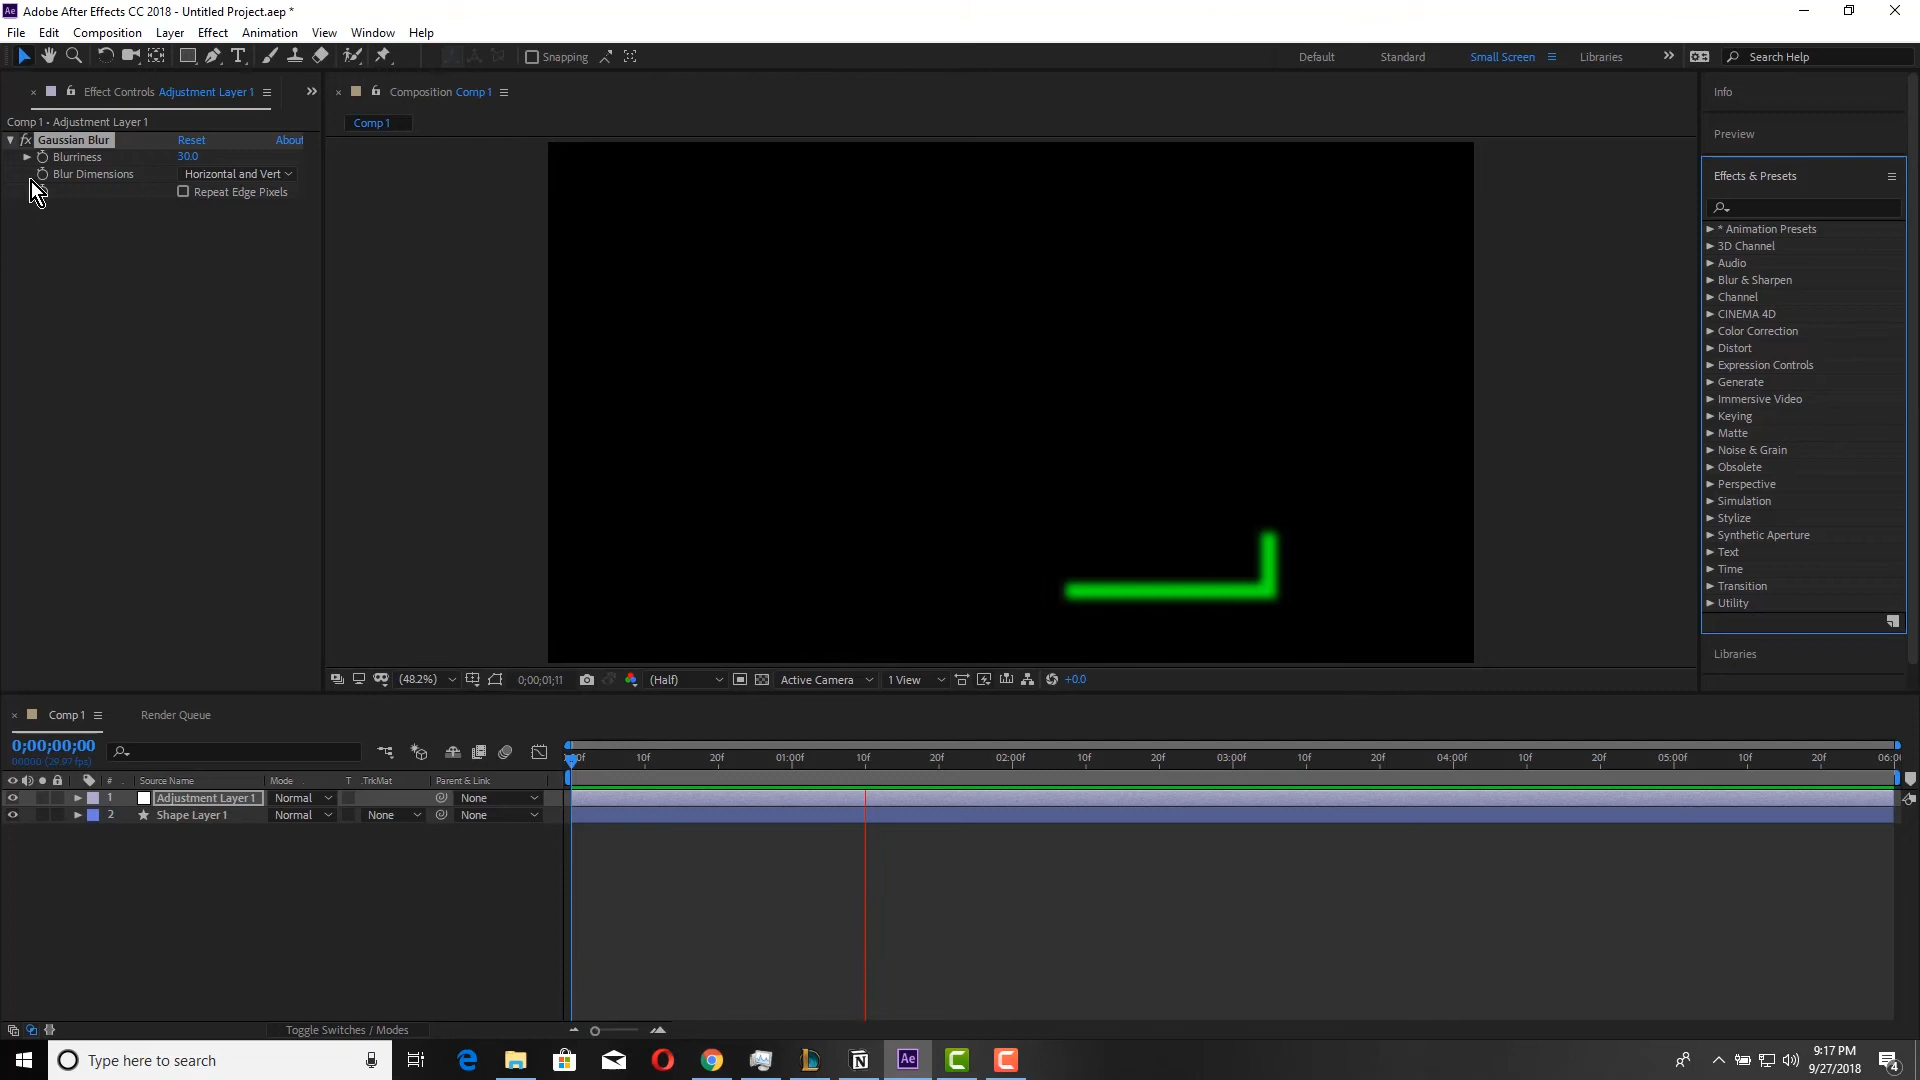 Adobe After Effects CC 2018 - Untitled Project.aep *
File Edit Composition Layer Effect Animation View Window Help
Snapping
Default Standard Small Screen Libraries
Search Help
Effect Controls Adjustment Layer 1
Comp 1 • Adjustment Layer 1
fx Gaussian Blur Reset About
Blurriness 30.0
Blur Dimensions Horizontal and Vert
Repeat Edge Pixels
Composition Comp 1
Comp 1
(48.2%) 0;00;01;11 (Half) Active Camera 1 View +0.0
Info
Preview
Effects & Presets
* Animation Presets
3D Channel
Audio
Blur & Sharpen
Channel
CINEMA 4D
Color Correction
Distort
Expression Controls
Generate
Immersive Video
Keying
Matte
Noise & Grain
Obsolete
Perspective
Simulation
Stylize
Synthetic Aperture
Text
Time
Transition
Utility
Libraries
Comp 1 Render Queue
0;00;00;00
00000 (29.97 fps)
10f 20f 01:00f 10f 20f 02:00f 10f 20f 03:00f 10f 20f 04:00f 10f 20f 05:00f 10f 20f
# Source Name Mode T .TrkMat Parent & Link
1 Adjustment Layer 1 Normal None
2 Shape Layer 1 Normal None None
Toggle Switches / Modes
Type here to search
Ae
9:17 PM
9/27/2018
4